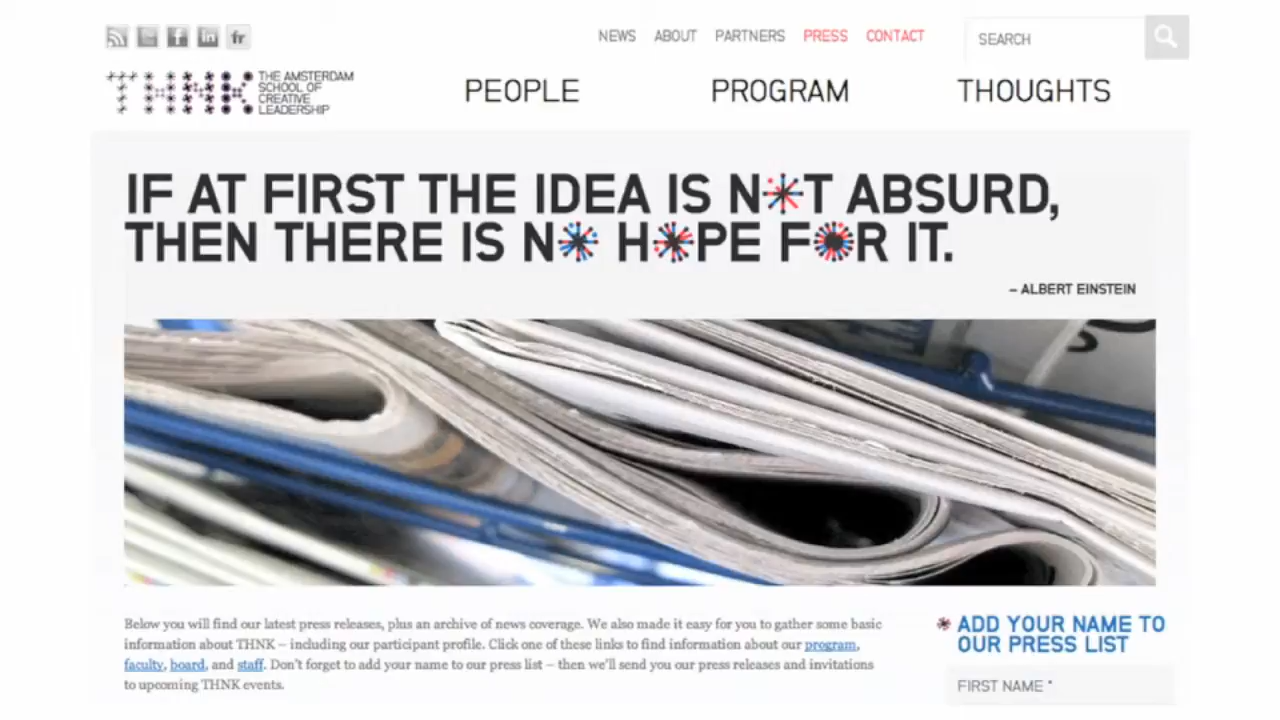 in fr
NEWS ABOUT PARTNERS PRESS CONTACT
SEARCH
THNK THE AMSTERDAM
SCHOOL OF
CREATIVE
LEADERSHIP
PEOPLE PROGRAM THOUGHTS
IF AT FIRST THE IDEA IS NOT ABSURD,
THEN THERE IS NO HOPE FOR IT.
– ALBERT EINSTEIN
Below you will find our latest press releases, plus an archive of news coverage. We also made it easy for you to gather some basic
information about THNK – including our participant profile. Click one of these links to find information about our program,
faculty, board, and staff. Don't forget to add your name to our press list – then we'll send you our press releases and invitations
to upcoming THNK events.
ADD YOUR NAME TO
OUR PRESS LIST
FIRST NAME *